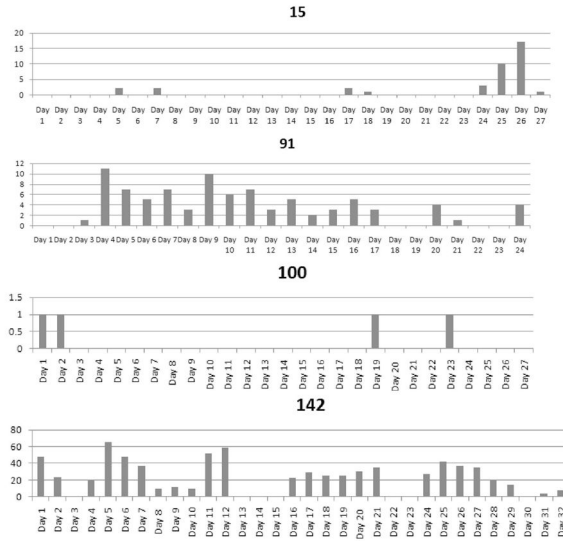 15
20
15
10
5
0
Day Day Day Day Day Day Day Day Day Day Day Day Day Day Day Day Day Day Day Day Day Day Day Day Day Day Day
1 2 3 4 5 6 7 8 9 10 11 12 13 14 15 16 17 18 19 20 21 22 23 24 25 26 27
91
12
10
8
6
4
2
0
Day 1 Day 2 Day 3 Day 4 Day 5 Day 6 Day 7 Day 8 Day 9 Day Day Day Day Day Day Day Day Day Day Day Day Day Day Day
10 11 12 13 14 15 16 17 18 19 20 21 22 23 24
100
1.5
1
0.5
0
Day 1
Day 2
Day 3
Day 4
Day 5
Day 6
Day 7
Day 8
Day 9
Day 10
Day 11
Day 12
Day 13
Day 14
Day 15
Day 16
Day 17
Day 18
Day 19
Day 20
Day 21
Day 22
Day 23
Day 24
Day 25
Day 26
Day 27
142
80
60
40
20
0
Day 1
Day 2
Day 3
Day 4
Day 5
Day 6
Day 7
Day 8
Day 9
Day 10
Day 11
Day 12
Day 13
Day 14
Day 15
Day 16
Day 17
Day 18
Day 19
Day 20
Day 21
Day 22
Day 23
Day 24
Day 25
Day 26
Day 27
Day 28
Day 29
Day 30
Day 31
Day 32